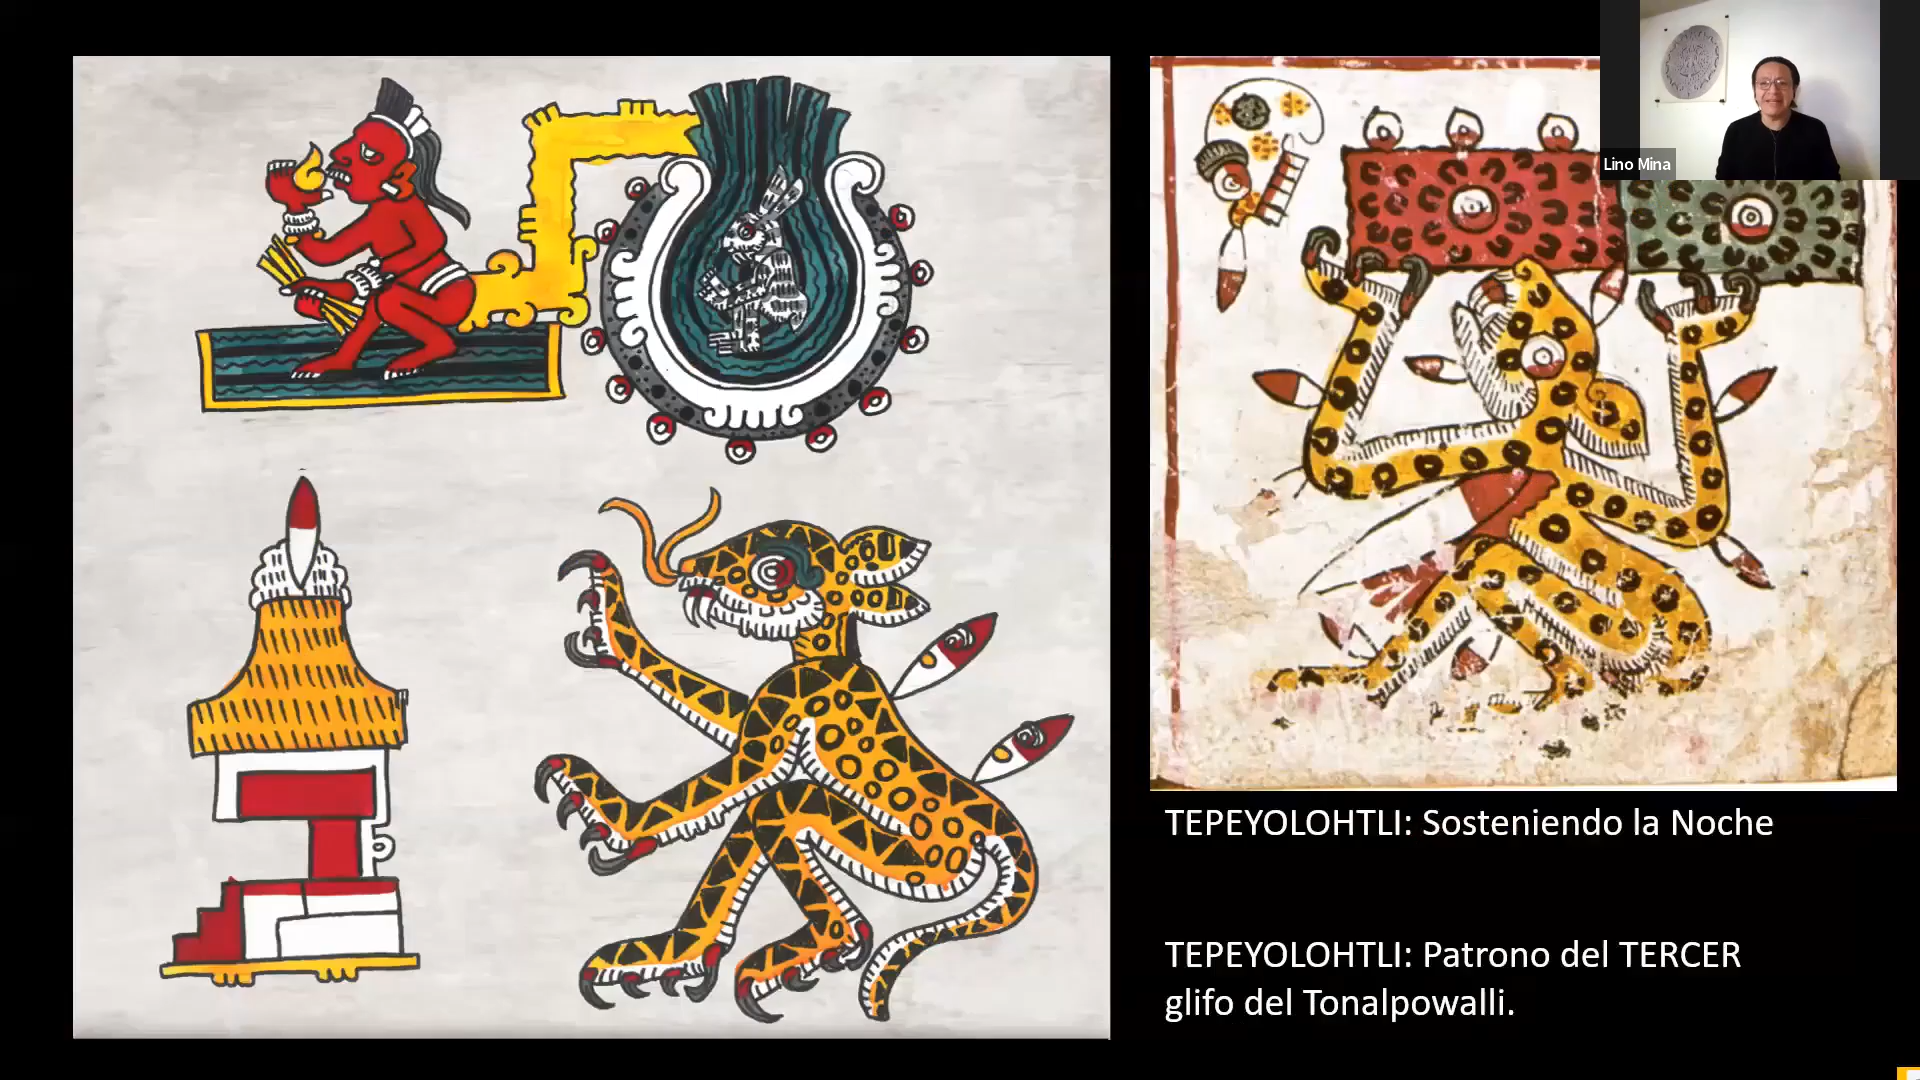 Lino Mina
TEPEYOLOHTLI: Sosteniendo la Noche
TEPEYOLOHTLI: Patrono del TERCER
glifo del Tonalpowalli.